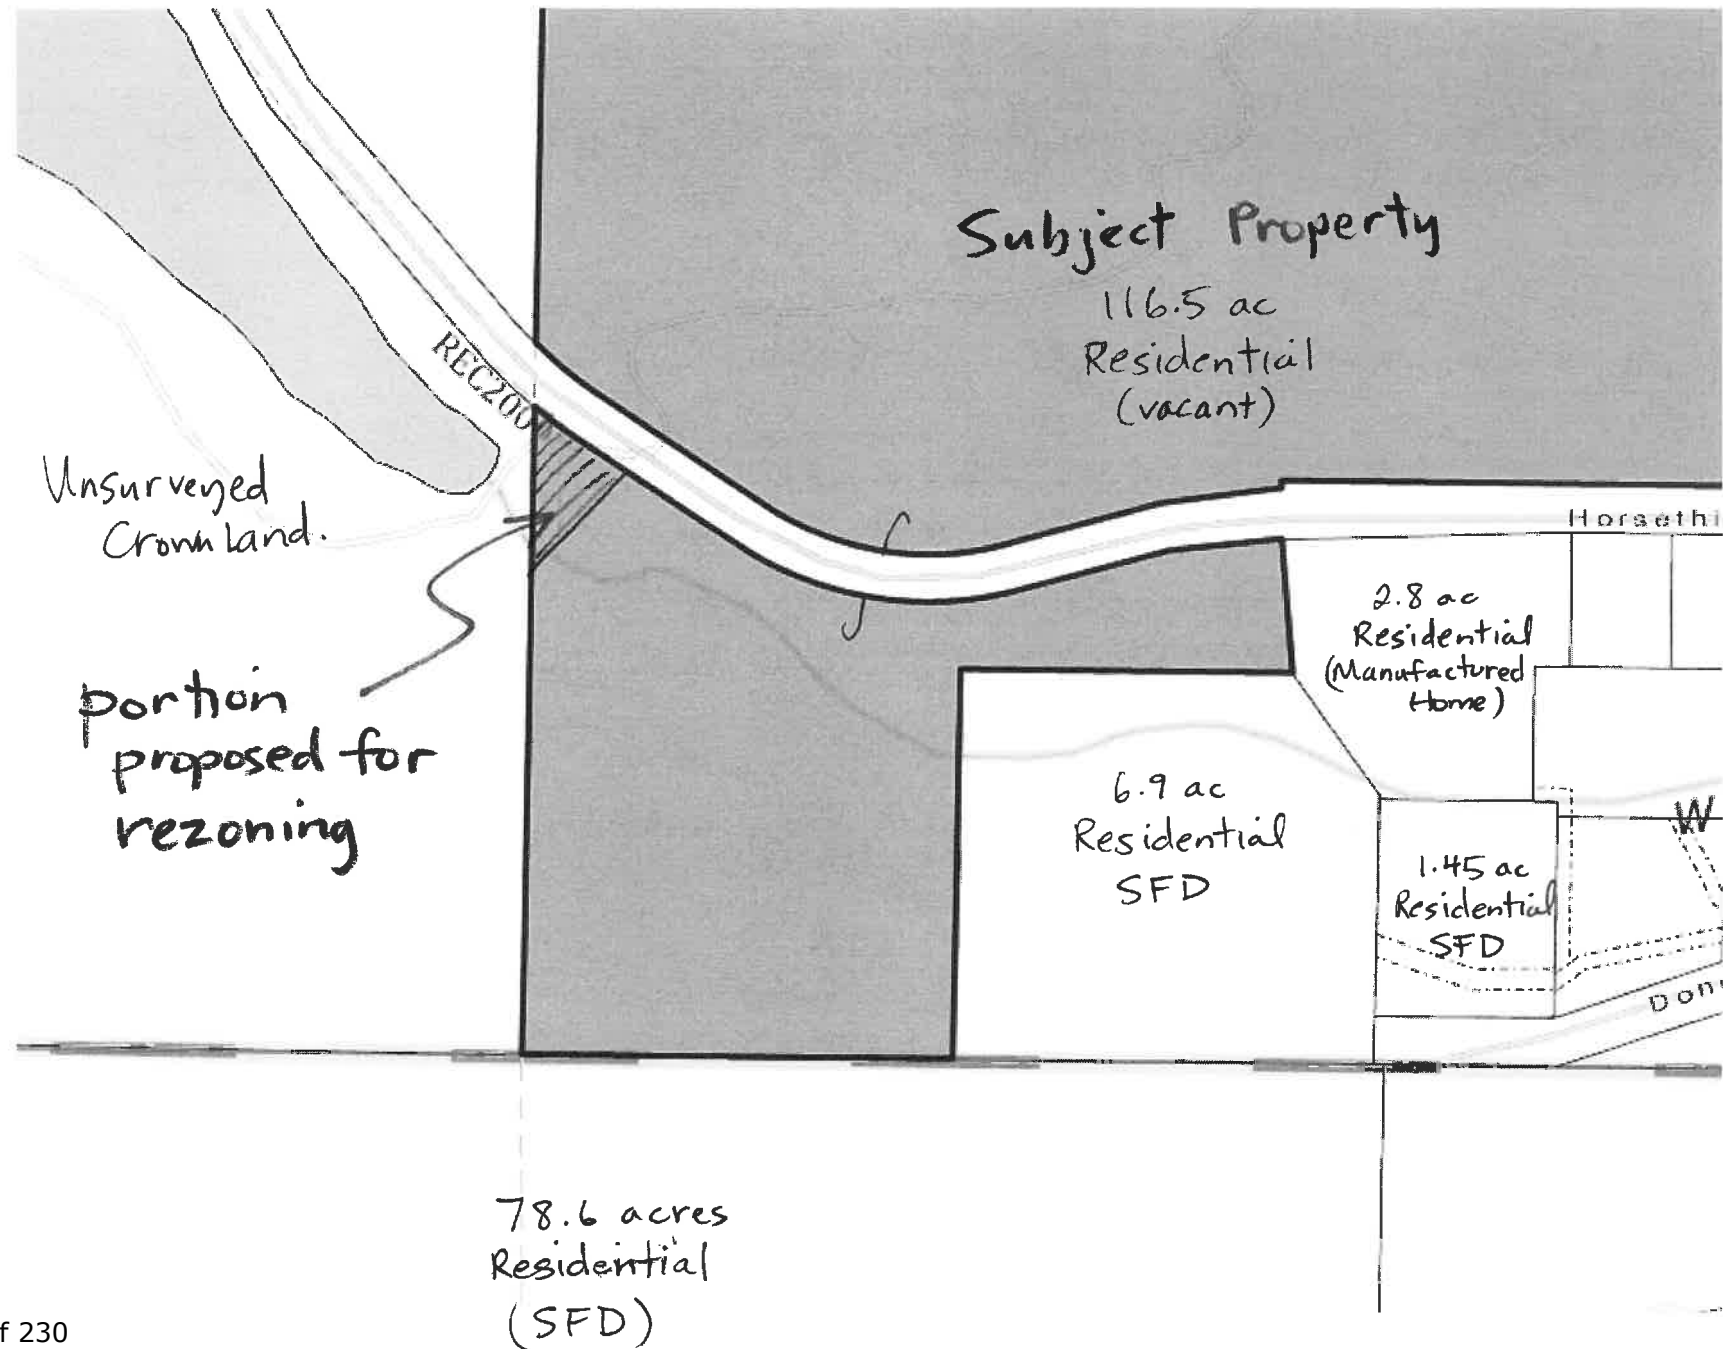 Subject Property
116.5 ac
Residential
(vacant)
REC200
Unsurveyed
Crown land.
Horsethi
2.8 ac
Residential
(Manufactured
Home)
portion
proposed for
rezoning
6.9 ac
Residential
SFD
W
1.45 ac
Residential
SFD
Don
78.6 acres
Residential
(SFD)
f 230